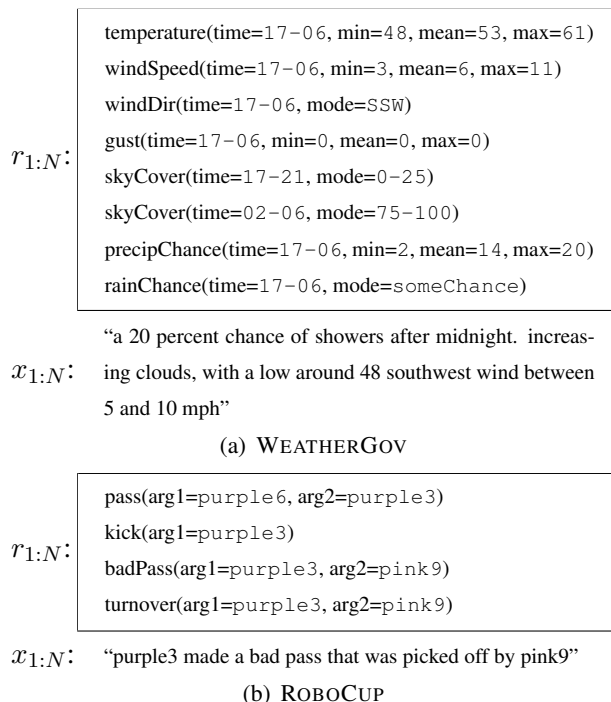 temperature(time=17-06, min=48, mean=53, max=61)
windSpeed(time=17-06, min=3, mean=6, max=11)
windDir(time=17-06, mode=SSW)
gust(time=17-06, min=0, mean=0, max=0)
r1:N:
skyCover(time=17-21, mode=0-25)
skyCover(time=02-06, mode=75-100)
precipChance(time=17-06, min=2, mean=14, max=20)
rainChance(time=17-06, mode=someChance)
“a 20 percent chance of showers after midnight. increas-
x1:N: ing clouds, with a low around 48 southwest wind between
5 and 10 mph”
(a) WEATHERGOV
pass(arg1=purple6, arg2=purple3)
kick(arg1=purple3)
r1:N:
badPass(arg1=purple3, arg2=pink9)
turnover(arg1=purple3, arg2=pink9)
x1:N: “purple3 made a bad pass that was picked off by pink9”
(b) ROBOCUP